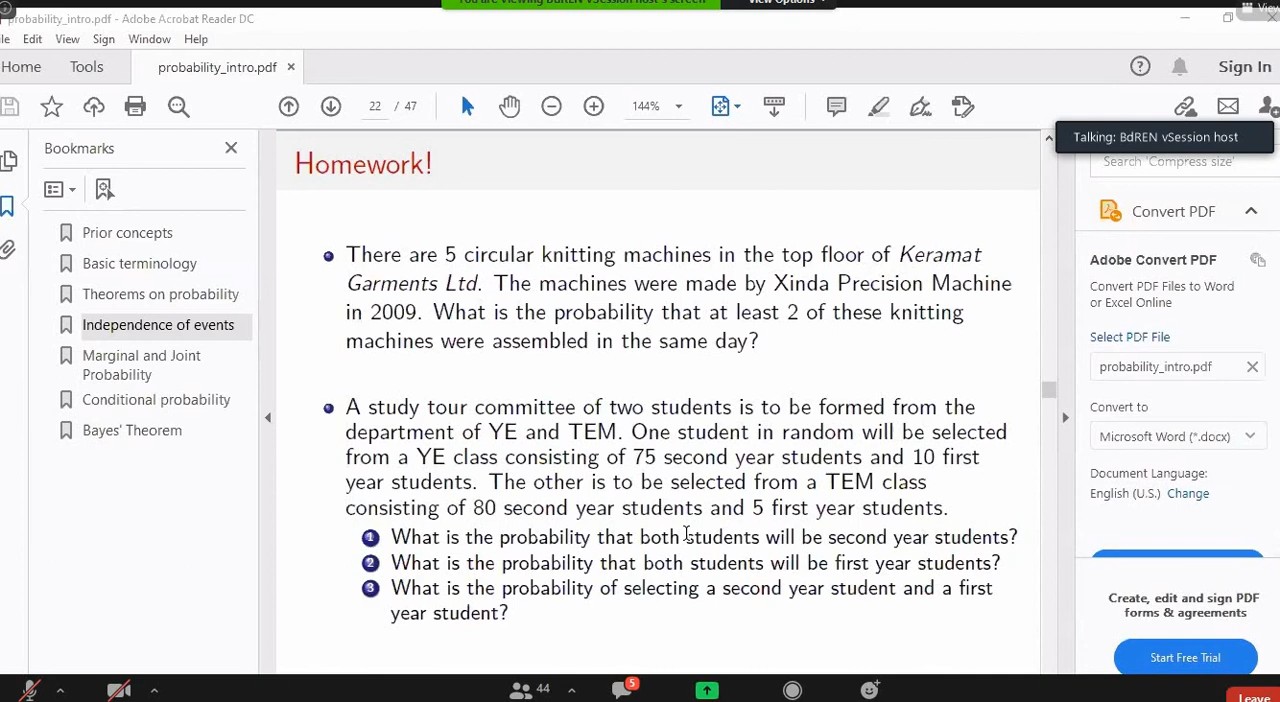 You are viewing BdREN vSession host's screen
View Options
View
probability_intro.pdf - Adobe Acrobat Reader DC
Edit View Sign Window Help
Home Tools probability_intro.pdf × Sign In
22 / 47 144%
Talking: BdREN vSession host
Bookmarks
Prior concepts
Basic terminology
Theorems on probability
Independence of events
Marginal and Joint
Probability
Conditional probability
Bayes' Theorem
Homework!
There are 5 circular knitting machines in the top floor of Keramat
Garments Ltd. The machines were made by Xinda Precision Machine
in 2009. What is the probability that at least 2 of these knitting
machines were assembled in the same day?
A study tour committee of two students is to be formed from the
department of YE and TEM. One student in random will be selected
from a YE class consisting of 75 second year students and 10 first
year students. The other is to be selected from a TEM class
consisting of 80 second year students and 5 first year students.
1 What is the probability that both students will be second year students?
2 What is the probability that both students will be first year students?
3 What is the probability of selecting a second year student and a first
year student?
Search 'Compress size'
Convert PDF
Adobe Convert PDF
Convert PDF Files to Word
or Excel Online
Select PDF File
probability_intro.pdf
Convert to
Microsoft Word (*.docx)
Document Language:
English (U.S.) Change
Create, edit and sign PDF
forms & agreements
Start Free Trial
44 5
Leave